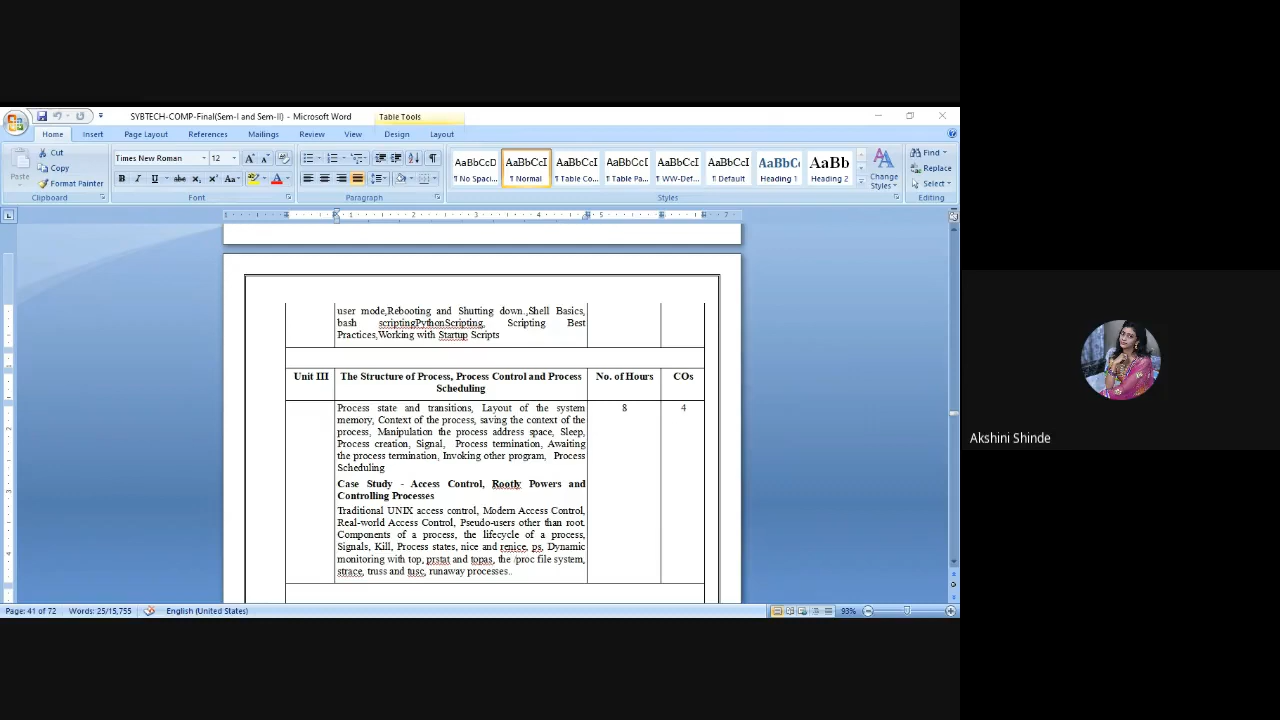 SYBTECH-COMP-Final(Sem-I and Sem-II) - Microsoft Word
Table Tools
Home Insert Page Layout References Mailings Review View Design Layout
Paste
Cut
Copy
Format Painter
Clipboard
Times New Roman 12
B I U abc x₂ x² Aa
Font
Paragraph
AaBbCcD AaBbCcI AaBbCcI AaBbCcI AaBbCcI AaBbCcI AaBbCc AaBb
¶ No Spaci... ¶ Normal ¶ Table Co... ¶ Table Pa... ¶ WW-Def... ¶ Default Heading 1 Heading 2
Change Styles
Styles
Find
Replace
Select
Editing
user mode,Rebooting and Shutting down.,Shell Basics,
bash scriptingPythonScripting, Scripting Best
Practices,Working with Startup Scripts
Unit III The Structure of Process, Process Control and Process No. of Hours COs
Scheduling
Process state and transitions, Layout of the system 8 4
memory, Context of the process, saving the context of the
process, Manipulation the process address space, Sleep,
Process creation, Signal, Process termination, Awaiting
the process termination, Invoking other program, Process
Scheduling
Case Study - Access Control, Rootly Powers and
Controlling Processes
Traditional UNIX access control, Modern Access Control,
Real-world Access Control, Pseudo-users other than root.
Components of a process, the lifecycle of a process,
Signals, Kill, Process states, nice and renice, ps, Dynamic
monitoring with top, prstat and topas, the /proc file system,
strace, truss and tusc, runaway processes..
Akshini Shinde
Page: 41 of 72 Words: 25/15,755 English (United States) 93%